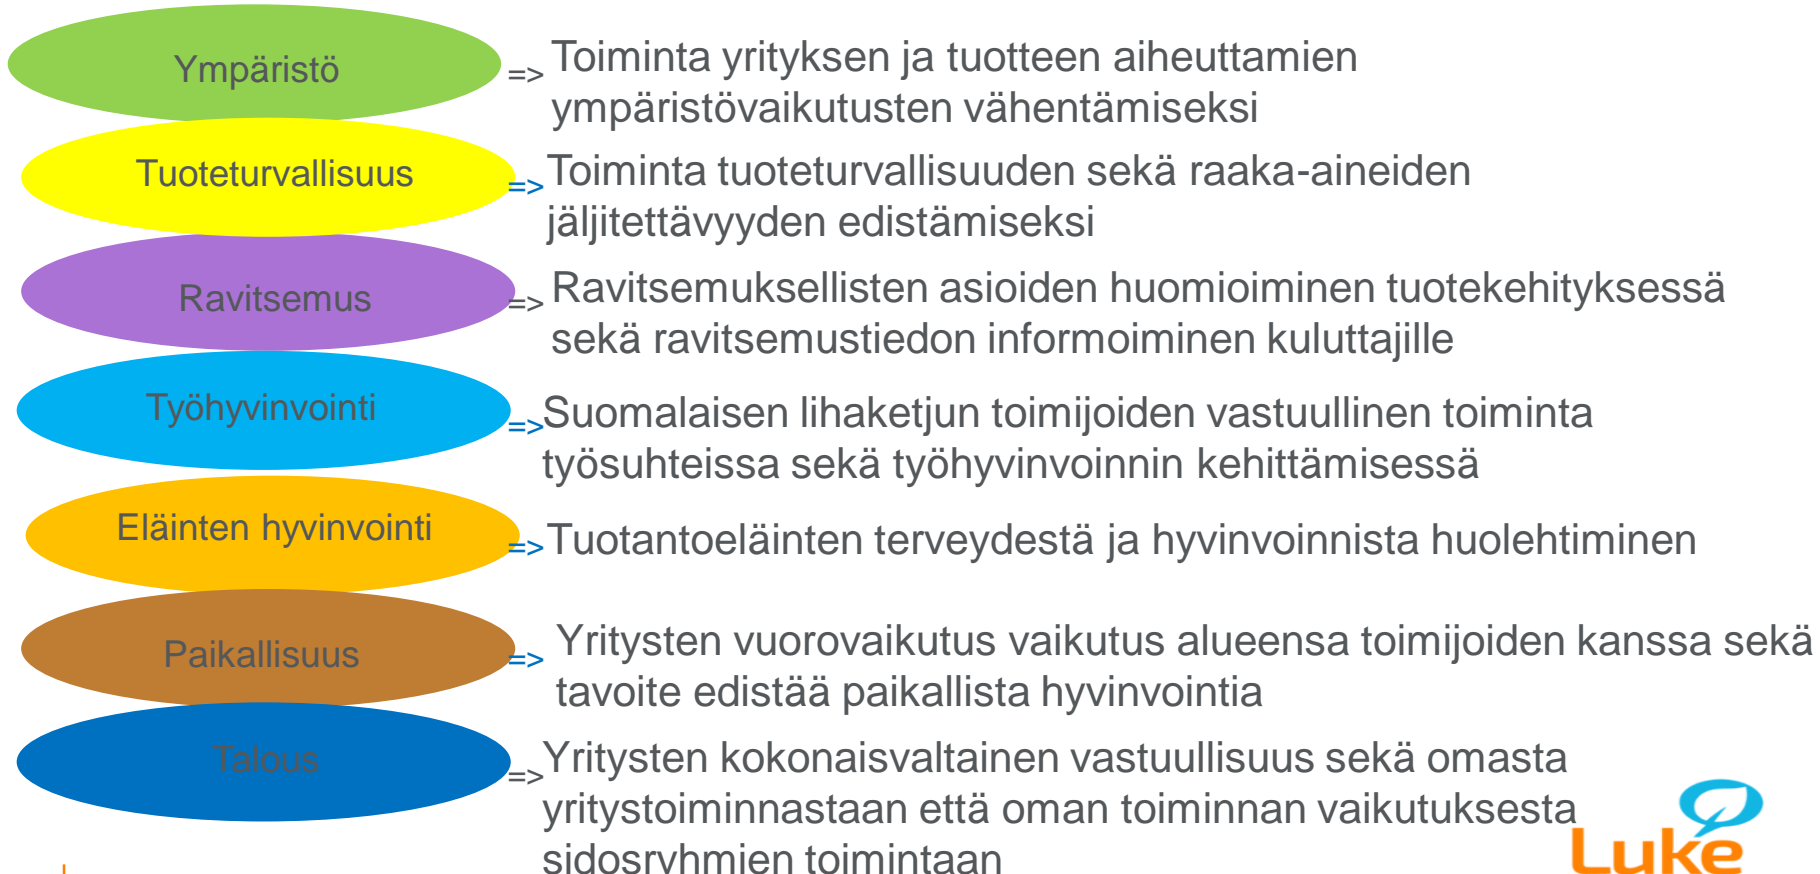 Ympäristö
=> Toiminta yrityksen ja tuotteen aiheuttamien
ympäristövaikutusten vähentämiseksi
Tuoteturvallisuus
=> Toiminta tuoteturvallisuuden sekä raaka-aineiden
jäljitettävyyden edistämiseksi
Ravitsemus
=> Ravitsemuksellisten asioiden huomioiminen tuotekehityksessä
sekä ravitsemustiedon informoiminen kuluttajille
Työhyvinvointi
=> Suomalaisen lihaketjun toimijoiden vastuullinen toiminta
työsuhteissa sekä työhyvinvoinnin kehittämisessä
Eläinten hyvinvointi
=> Tuotantoeläinten terveydestä ja hyvinvoinnista huolehtiminen
Paikallisuus
=> Yritysten vuorovaikutus vaikutus alueensa toimijoiden kanssa sekä
tavoite edistää paikallista hyvinvointia
Talous
=> Yritysten kokonaisvaltainen vastuullisuus sekä omasta
yritystoiminnastaan että oman toiminnan vaikutuksesta
sidosryhmien toimintaan
Luke